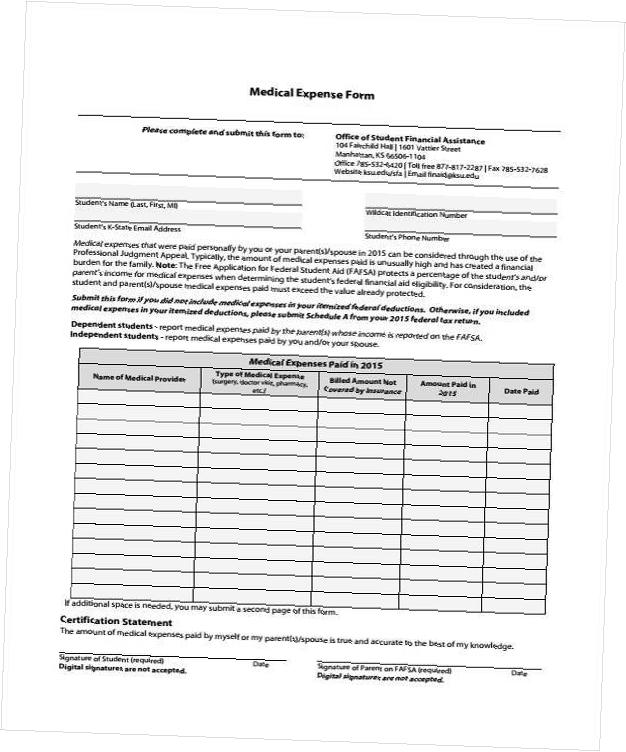 Medical Expense Form
Please complete and submit this form to:
Office of Student Financial Assistance
104 Fairchild Hall | 1601 Vattier Street
Manhattan, KS 66506-1104
Office 785-532-6420 | Toll free 877-817-2287 | Fax 785-532-7628
Website ksu.edu/sfa | Email finaid@ksu.edu
Student's Name (Last, First, MI)
Wildcat Identification Number
Student's K-State Email Address
Student's Phone Number
Medical expenses that were paid personally by you or your parent(s)/spouse in 2015 can be considered through the use of the
Professional Judgment Appeal. Typically, the amount of medical expenses paid is unusually high and has created a financial
burden for the family. Note: The Free Application for Federal Student Aid (FAFSA) protects a percentage of the student's and/or
parent's income for medical expenses when determining the student's federal financial aid eligibility. For consideration, the
student and parent(s)/spouse medical expenses paid must exceed the value already protected.
Submit this form if you did not include medical expenses in your itemized federal deductions. Otherwise, if you included
medical expenses in your itemized deductions, please submit Schedule A from your 2015 federal tax return.
Dependent students - report medical expenses paid by the parent(s) whose income is reported on the FAFSA.
Independent students - report medical expenses paid by you and/or your spouse.
Medical Expenses Paid in 2015
Name of Medical Provider
Type of Medical Expense
(surgery, doctor visit, pharmacy,
etc.)
Billed Amount Not
Covered by Insurance
Amount Paid in
2015
Date Paid
If additional space is needed, you may submit a second page of this form.
Certification Statement
The amount of medical expenses paid by myself or my parent(s)/spouse is true and accurate to the best of my knowledge.
Signature of Student (required)
Date
Signature of Parent on FAFSA (required)
Date
Digital signatures are not accepted.
Digital signatures are not accepted.